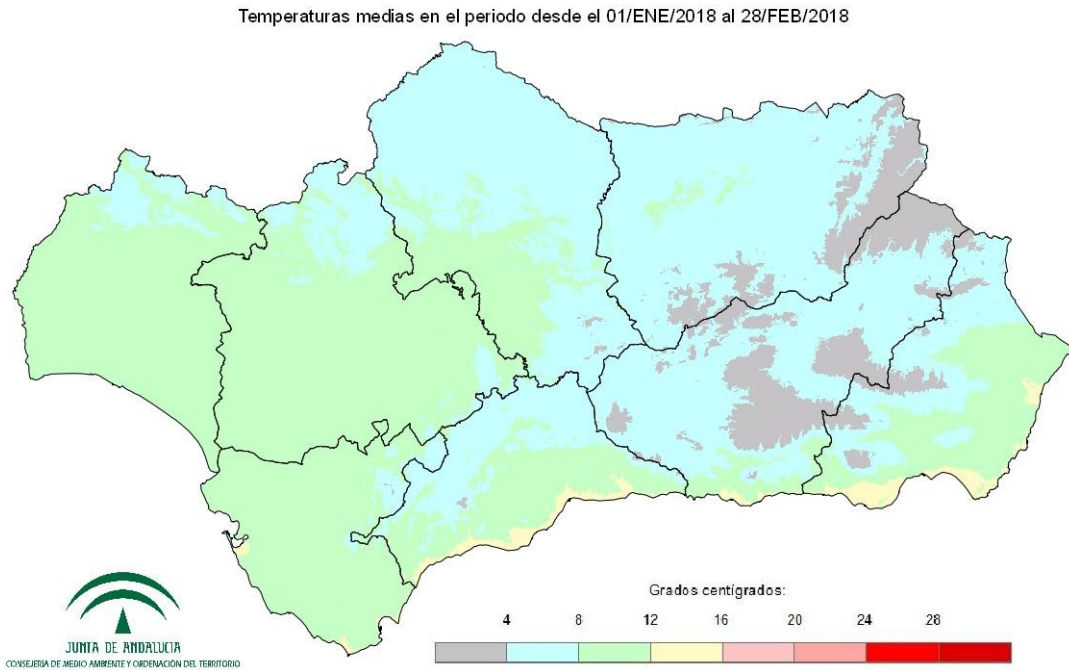 Temperaturas medias en el periodo desde el 01/ENE/2018 al 28/FEB/2018
Grados centígrados:
4 8 12 16 20 24 28
JUNTA DE ANDALUCIA
CONSEJERÍA DE MEDIO AMBIENTE Y ORDENACIÓN DEL TERRITORIO